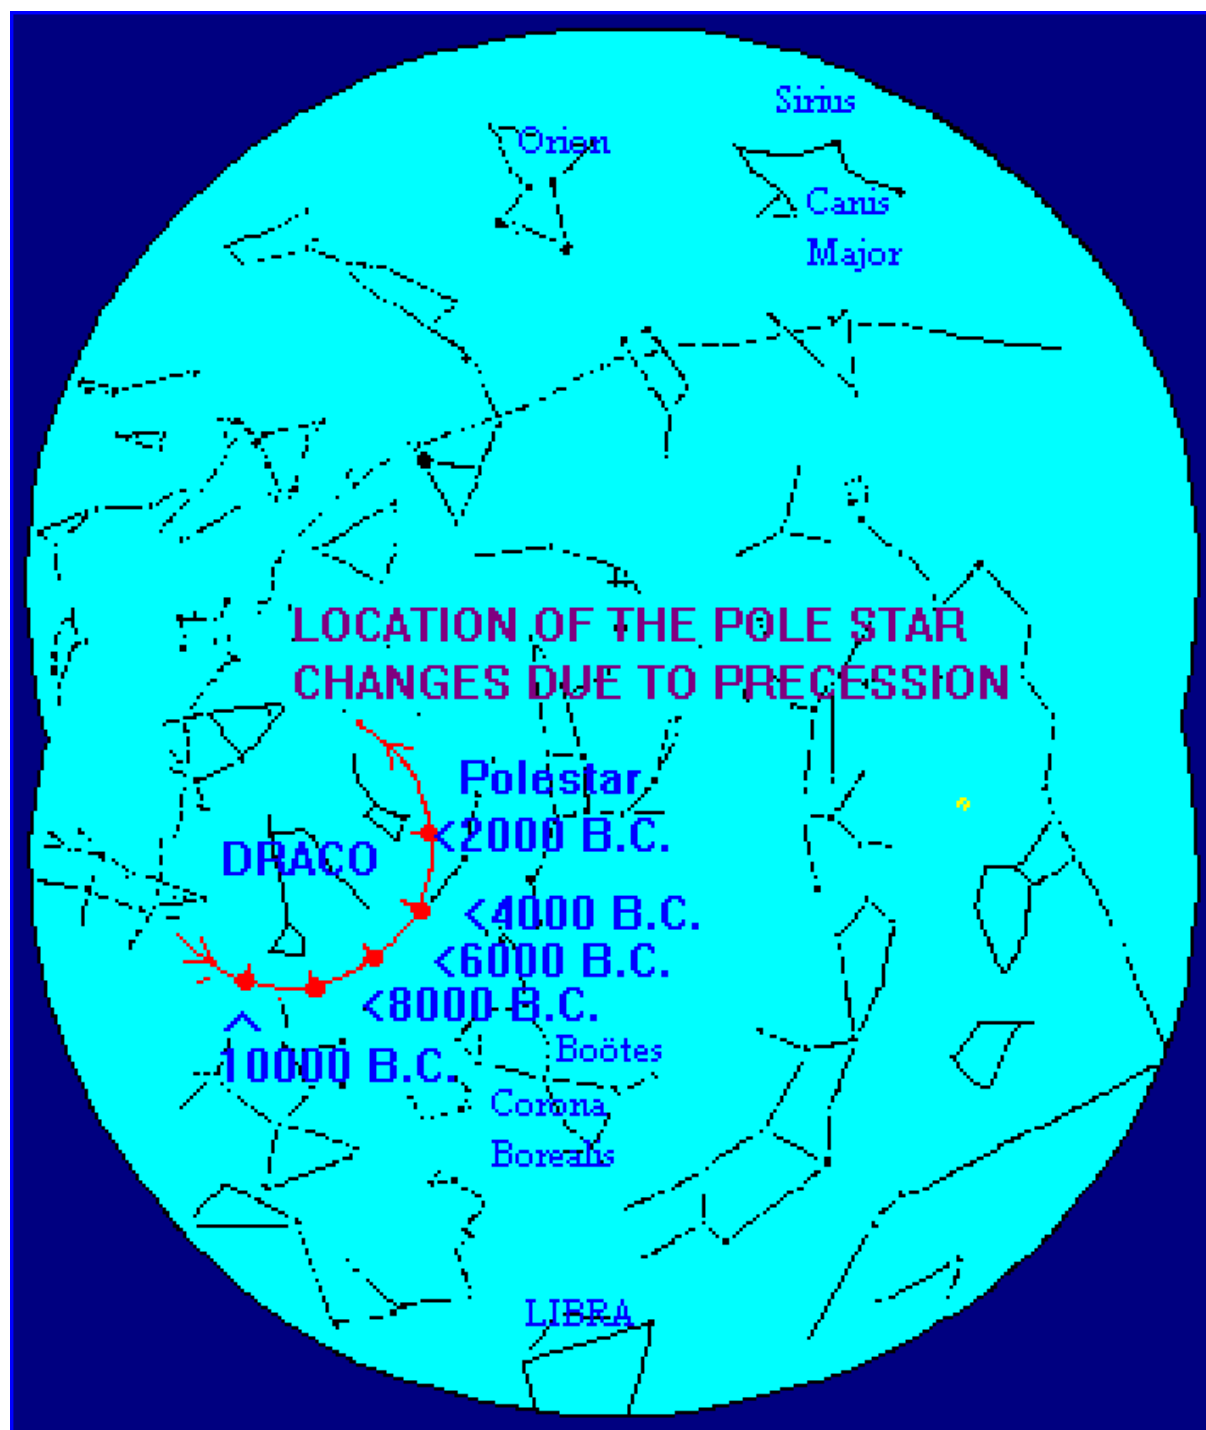 Sirius
Orion
Canis
Major
LOCATION OF THE POLE STAR
CHANGES DUE TO PRECESSION
Polestar
<2000 B.C.
DRACO
<4000 B.C.
<6000 B.C.
<8000 B.C.
^
10000 B.C.
Boötes
Corona
Borealis
LIBRA